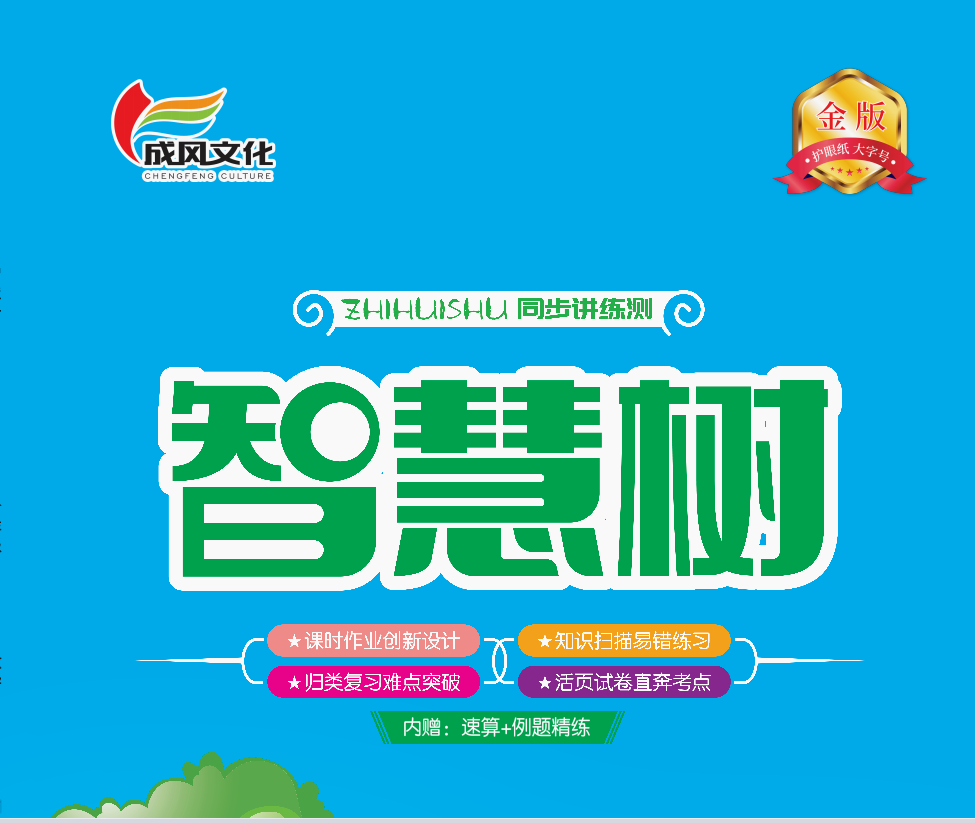 成风文化
CHENGFENG CULTURE
金版
护眼纸 大字号
ZHIHUISHU 同步讲练测
智慧树
★课时作业创新设计
★知识扫描易错练习
★归类复习难点突破
★活页试卷直奔考点
内赠：速算+例题精练